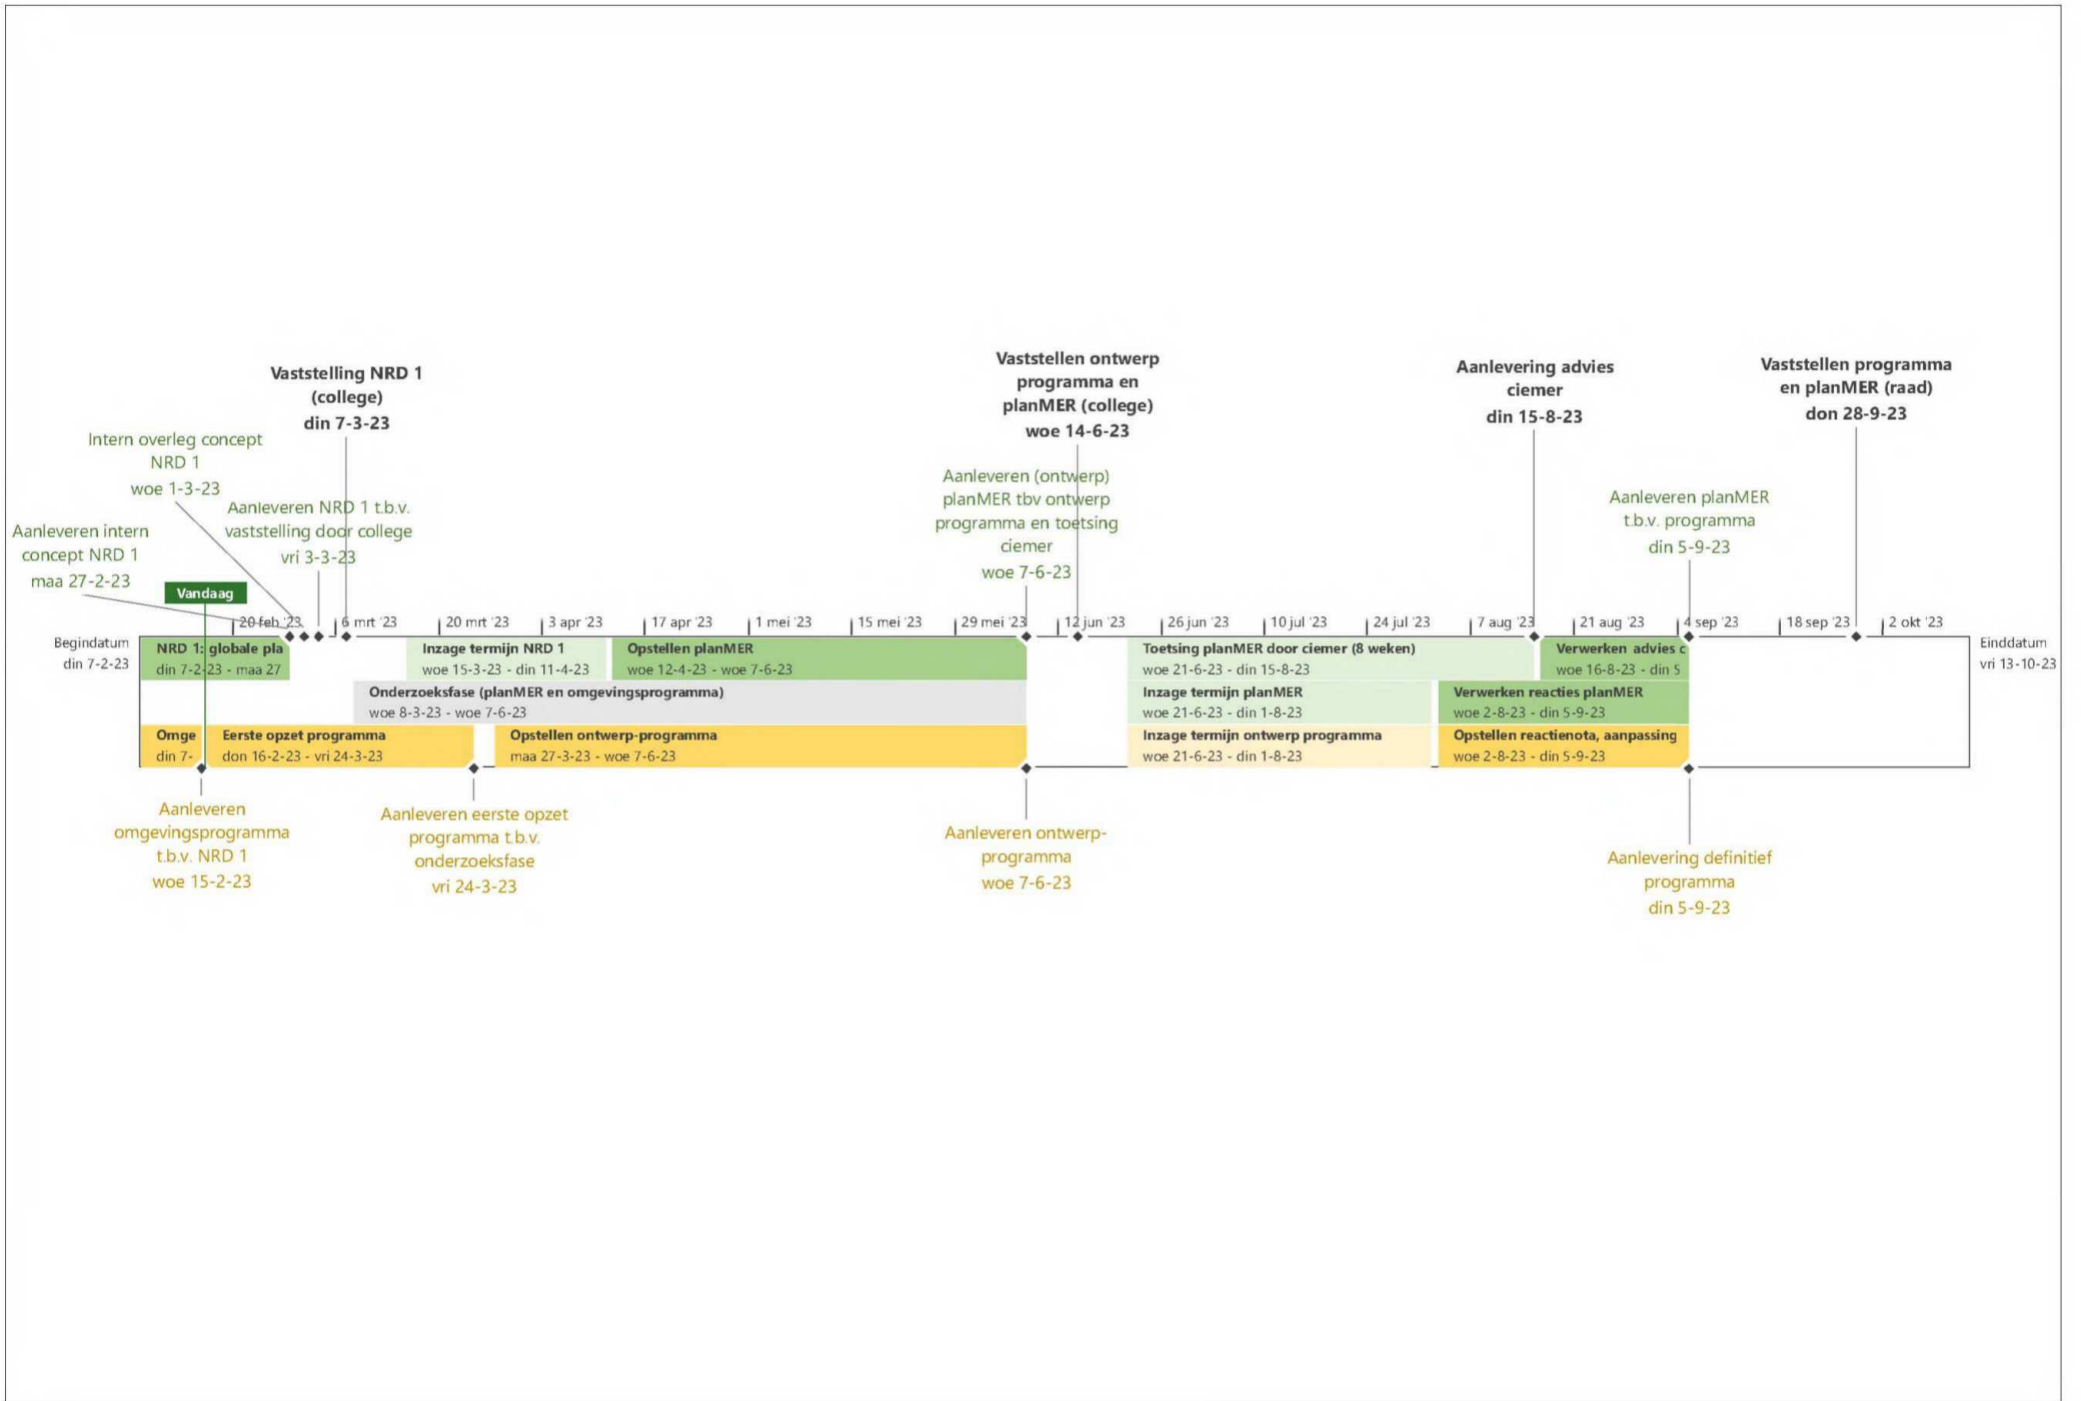 Vaststelling NRD 1
(college)
din 7-3-23
Vaststellen ontwerp
programma en
planMER (college)
woe 14-6-23
Aanlevering advies
ciemer
din 15-8-23
Vaststellen programma
en planMER (raad)
don 28-9-23
Intern overleg concept
NRD 1
woe 1-3-23
Aanleveren NRD 1 t.b.v.
vaststelling door college
vri 3-3-23
Aanleveren intern
concept NRD 1
maa 27-2-23
Aanleveren (ontwerp)
planMER tbv ontwerp
programma en toetsing
ciemer
woe 7-6-23
Aanleveren planMER
t.b.v. programma
din 5-9-23
Vandaag
20 feb '23
6 mrt '23
20 mrt '23
3 apr '23
17 apr '23
1 mei '23
15 mei '23
29 mei '23
12 jun '23
26 jun '23
10 jul '23
24 jul '23
7 aug '23
21 aug '23
4 sep '23
18 sep '23
2 okt '23
Begindatum
din 7-2-23
Einddatum
vri 13-10-23
NRD 1: globale pla
din 7-2-23 - maa 27
Inzage termijn NRD 1
woe 15-3-23 - din 11-4-23
Opstellen planMER
woe 12-4-23 - woe 7-6-23
Toetsing planMER door ciemer (8 weken)
woe 21-6-23 - din 15-8-23
Verwerken advies c
woe 16-8-23 - din 5
Onderzoeksfase (planMER en omgevingsprogramma)
woe 8-3-23 - woe 7-6-23
Inzage termijn planMER
woe 21-6-23 - din 1-8-23
Verwerken reacties planMER
woe 2-8-23 - din 5-9-23
Omge
din 7-
Eerste opzet programma
don 16-2-23 - vri 24-3-23
Opstellen ontwerp-programma
maa 27-3-23 - woe 7-6-23
Inzage termijn ontwerp programma
woe 21-6-23 - din 1-8-23
Opstellen reactienota, aanpassing
woe 2-8-23 - din 5-9-23
Aanleveren
omgevingsprogramma
t.b.v. NRD 1
woe 15-2-23
Aanleveren eerste opzet
programma t.b.v.
onderzoeksfase
vri 24-3-23
Aanleveren ontwerp-
programma
woe 7-6-23
Aanlevering definitief
programma
din 5-9-23